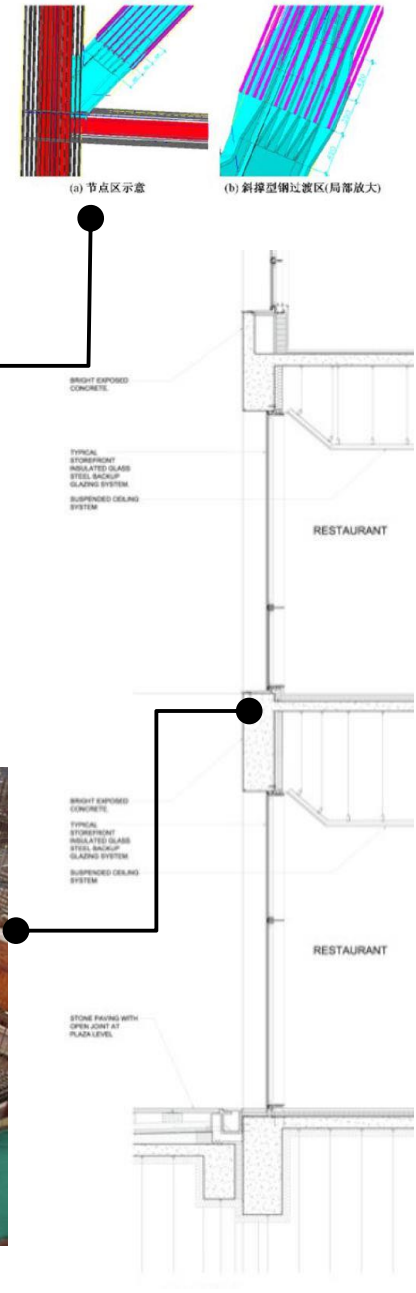 (a) 节点区示意
(b) 斜撑型钢过渡区(局部放大)
BRIGHT EXPOSED
CONCRETE.
TYPICAL
STOREFRONT
INSULATED GLASS
STEEL BACKUP
GLAZING SYSTEM.
SUSPENDED CEILING
SYSTEM
RESTAURANT
BRIGHT EXPOSED
CONCRETE.
TYPICAL
STOREFRONT
INSULATED GLASS
STEEL BACKUP
GLAZING SYSTEM.
SUSPENDED CEILING
SYSTEM
RESTAURANT
STONE PAVING WITH
OPEN JOINT AT
PLAZA LEVEL